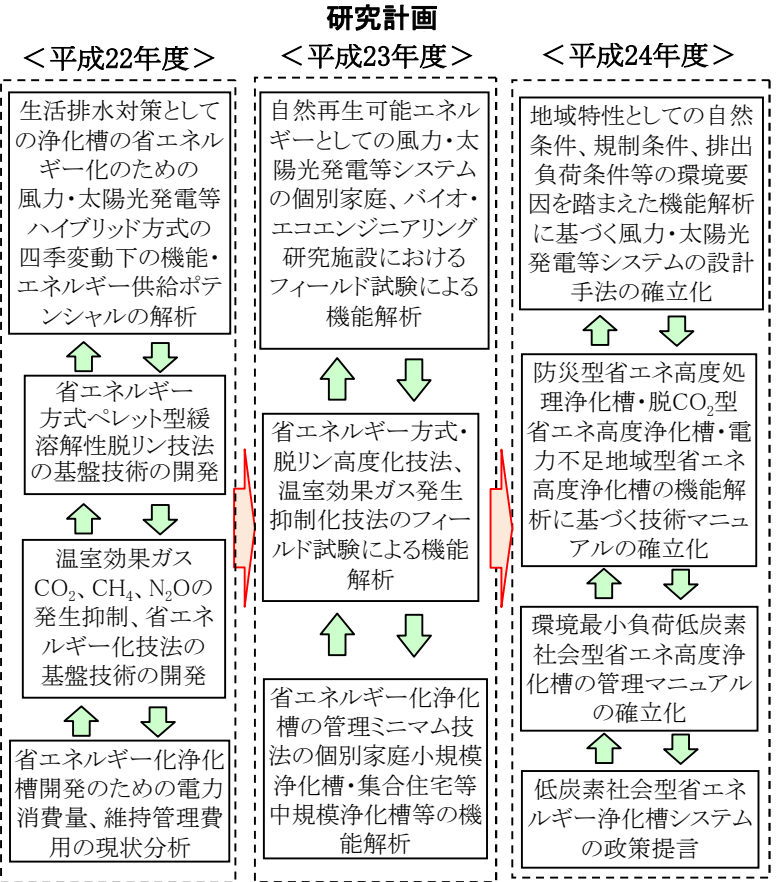 研究計画
＜平成22年度＞
生活排水対策として
の浄化槽の省エネル
ギー化のための
風力・太陽光発電等
ハイブリッド方式の
四季変動下の機能・
エネルギー供給ポテ
ンシャルの解析
省エネルギー
方式ペレット型緩
溶解性脱リン技法
の基盤技術の開発
温室効果ガス
CO₂、CH₄、N₂Oの
発生抑制、省エネ
ルギー化技法の
基盤技術の開発
省エネルギー化浄化
槽開発のための電力
消費量、維持管理費
用の現状分析
＜平成23年度＞
自然再生可能エネル
ギーとしての風力・太
陽光発電等システム
の個別家庭、バイオ・
エコエンジニアリング
研究施設における
フィールド試験による
機能解析
省エネルギー方式・
脱リン高度化技法、
温室効果ガス発生
抑制化技法のフィー
ルド試験による機能
解析
省エネルギー化浄化
槽の管理ミニマム技
法の個別家庭小規模
浄化槽・集合住宅等
中規模浄化槽等の機
能解析
＜平成24年度＞
地域特性としての自然
条件、規制条件、排出
負荷条件等の環境要
因を踏まえた機能解析
に基づく風力・太陽光
発電等システムの設計
手法の確立化
防災型省エネ高度処
理浄化槽・脱CO₂型
省エネ高度浄化槽・電
力不足地域型省エネ
高度浄化槽の機能解
析に基づく技術マニュ
アルの確立化
環境最小負荷低炭素
社会型省エネ高度浄
化槽の管理マニュアル
の確立化
低炭素社会型省エネ
ルギー浄化槽システム
の政策提言